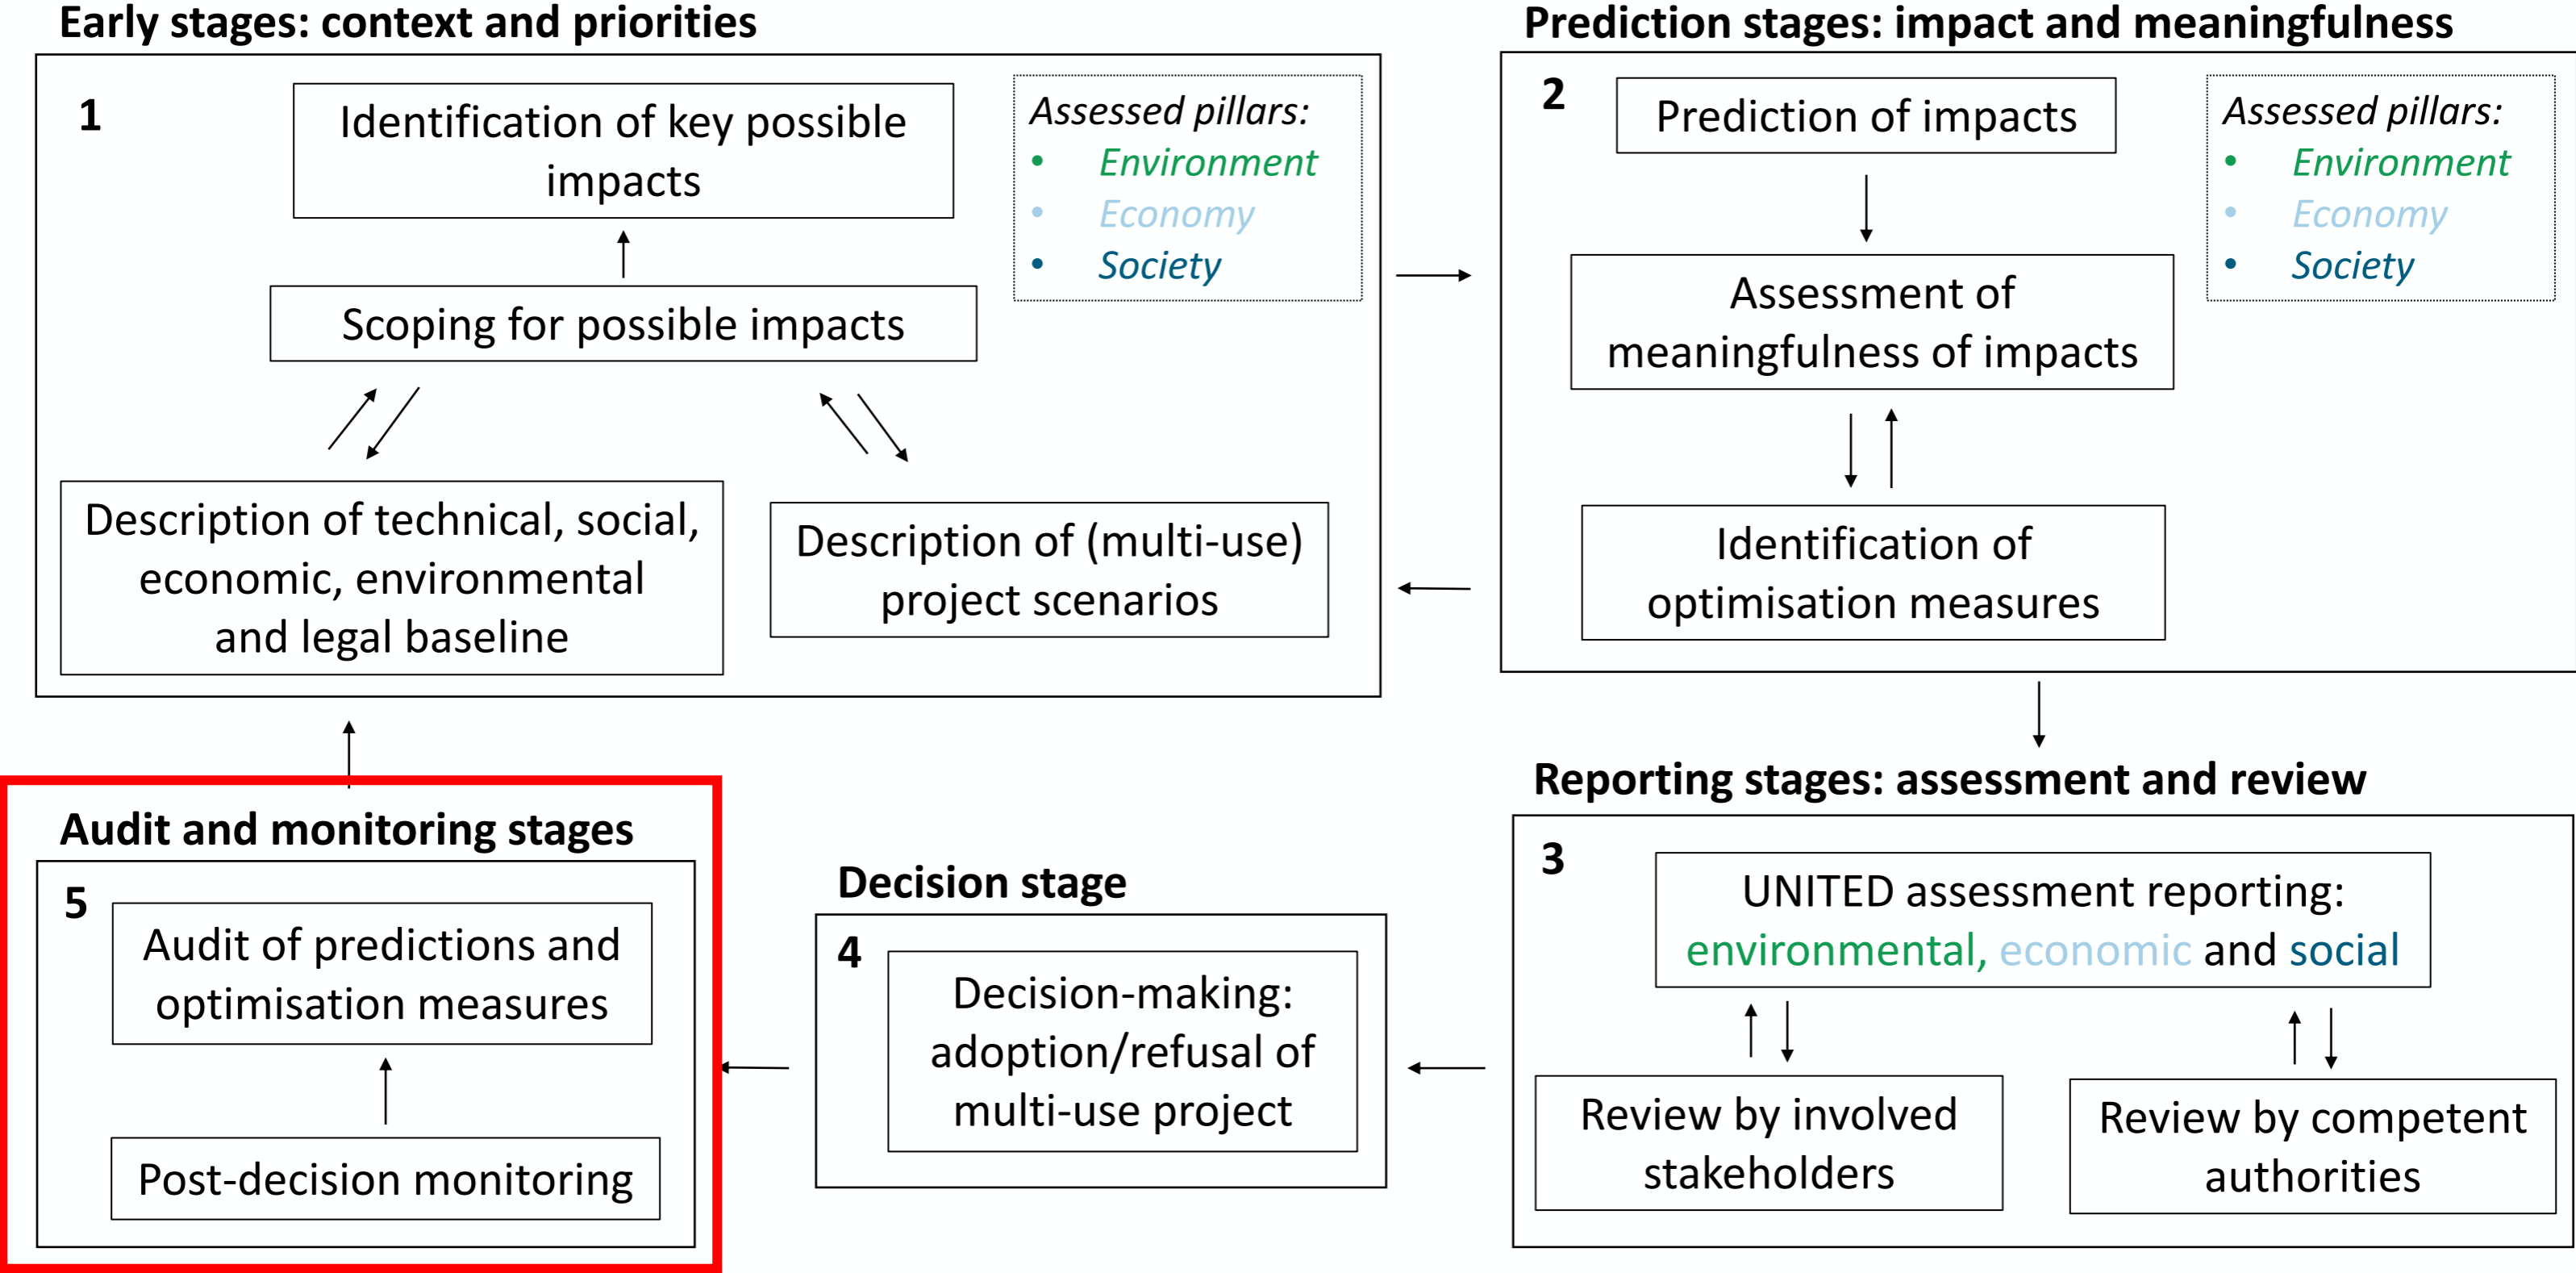 Early stages: context and priorities
1
Identification of key possible
impacts
Assessed pillars:
• Environment
• Economy
• Society
Scoping for possible impacts
Description of technical, social,
economic, environmental
and legal baseline
Description of (multi-use)
project scenarios
Prediction stages: impact and meaningfulness
2
Prediction of impacts
Assessed pillars:
• Environment
• Economy
• Society
Assessment of
meaningfulness of impacts
Identification of
optimisation measures
Reporting stages: assessment and review
3
UNITED assessment reporting:
environmental, economic and social
Review by involved
stakeholders
Review by competent
authorities
Decision stage
4
Decision-making:
adoption/refusal of
multi-use project
Audit and monitoring stages
5
Audit of predictions and
optimisation measures
Post-decision monitoring